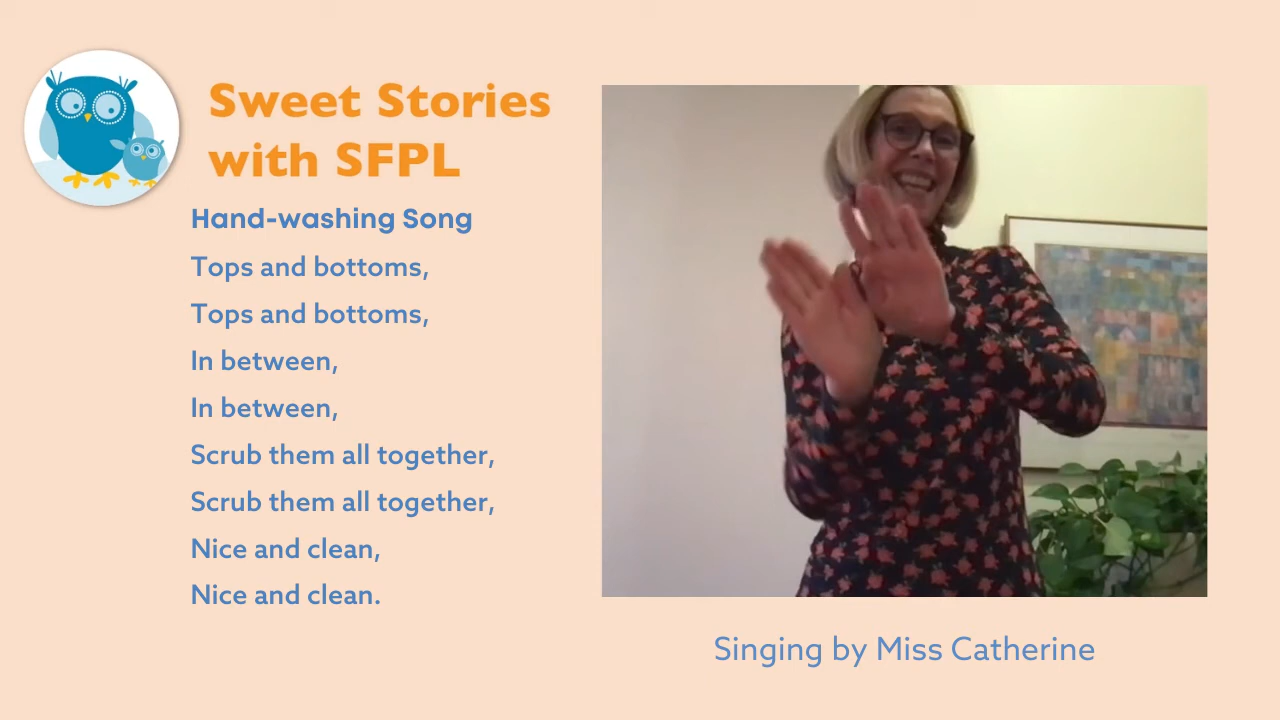 Sweet Stories
with SFPL
Hand-washing Song
Tops and bottoms,
Tops and bottoms,
In between,
In between,
Scrub them all together,
Scrub them all together,
Nice and clean,
Nice and clean.
Singing by Miss Catherine